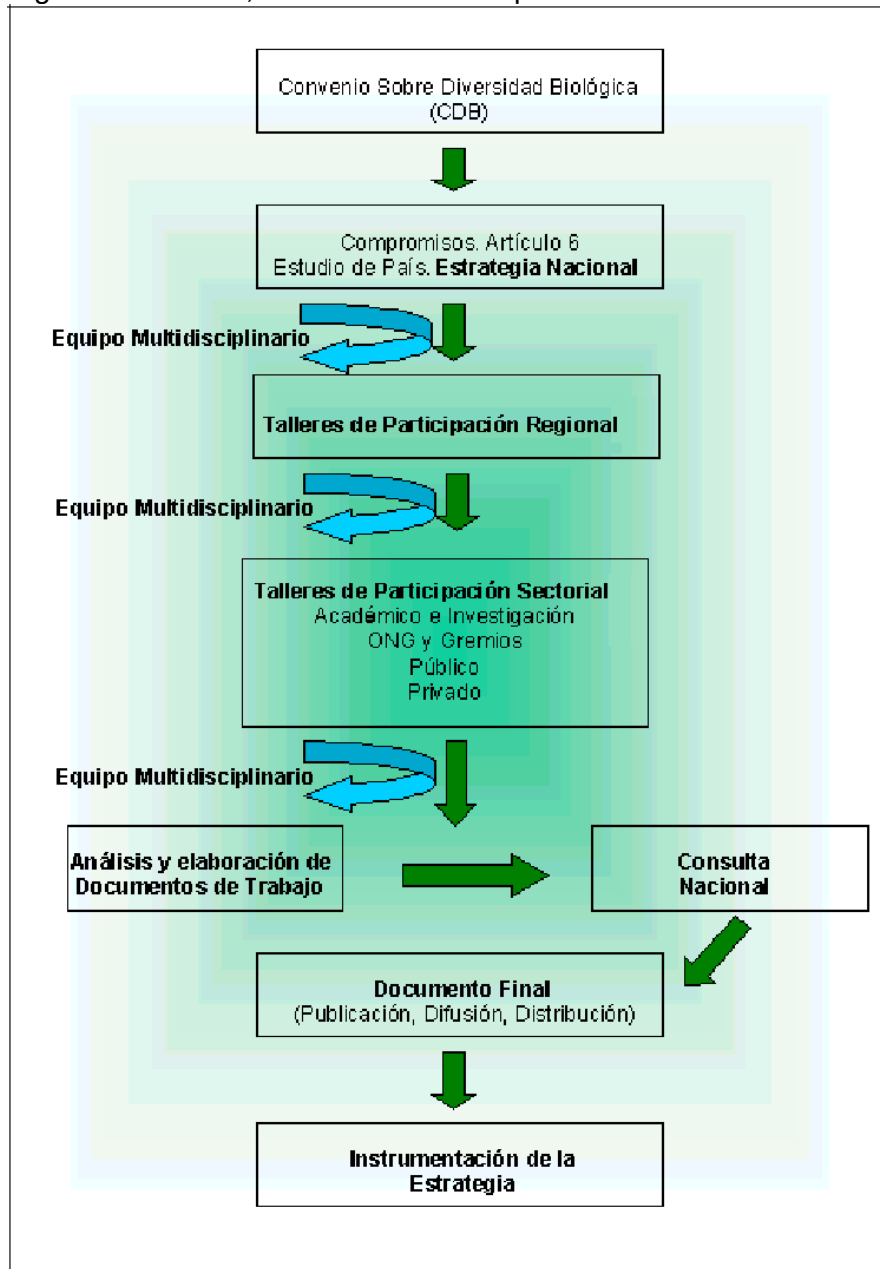 Convenio Sobre Diversidad Biológica
(CDB)
Compromisos. Artículo 6
Estudio de País. Estrategia Nacional
Equipo Multidisciplinario
Talleres de Participación Regional
Equipo Multidisciplinario
Talleres de Participación Sectorial
Académico e Investigación
ONG y Gremios
Público
Privado
Equipo Multidisciplinario
Análisis y elaboración de
Documentos de Trabajo
Consulta
Nacional
Documento Final
(Publicación, Difusión, Distribución)
Instrumentación de la
Estrategia